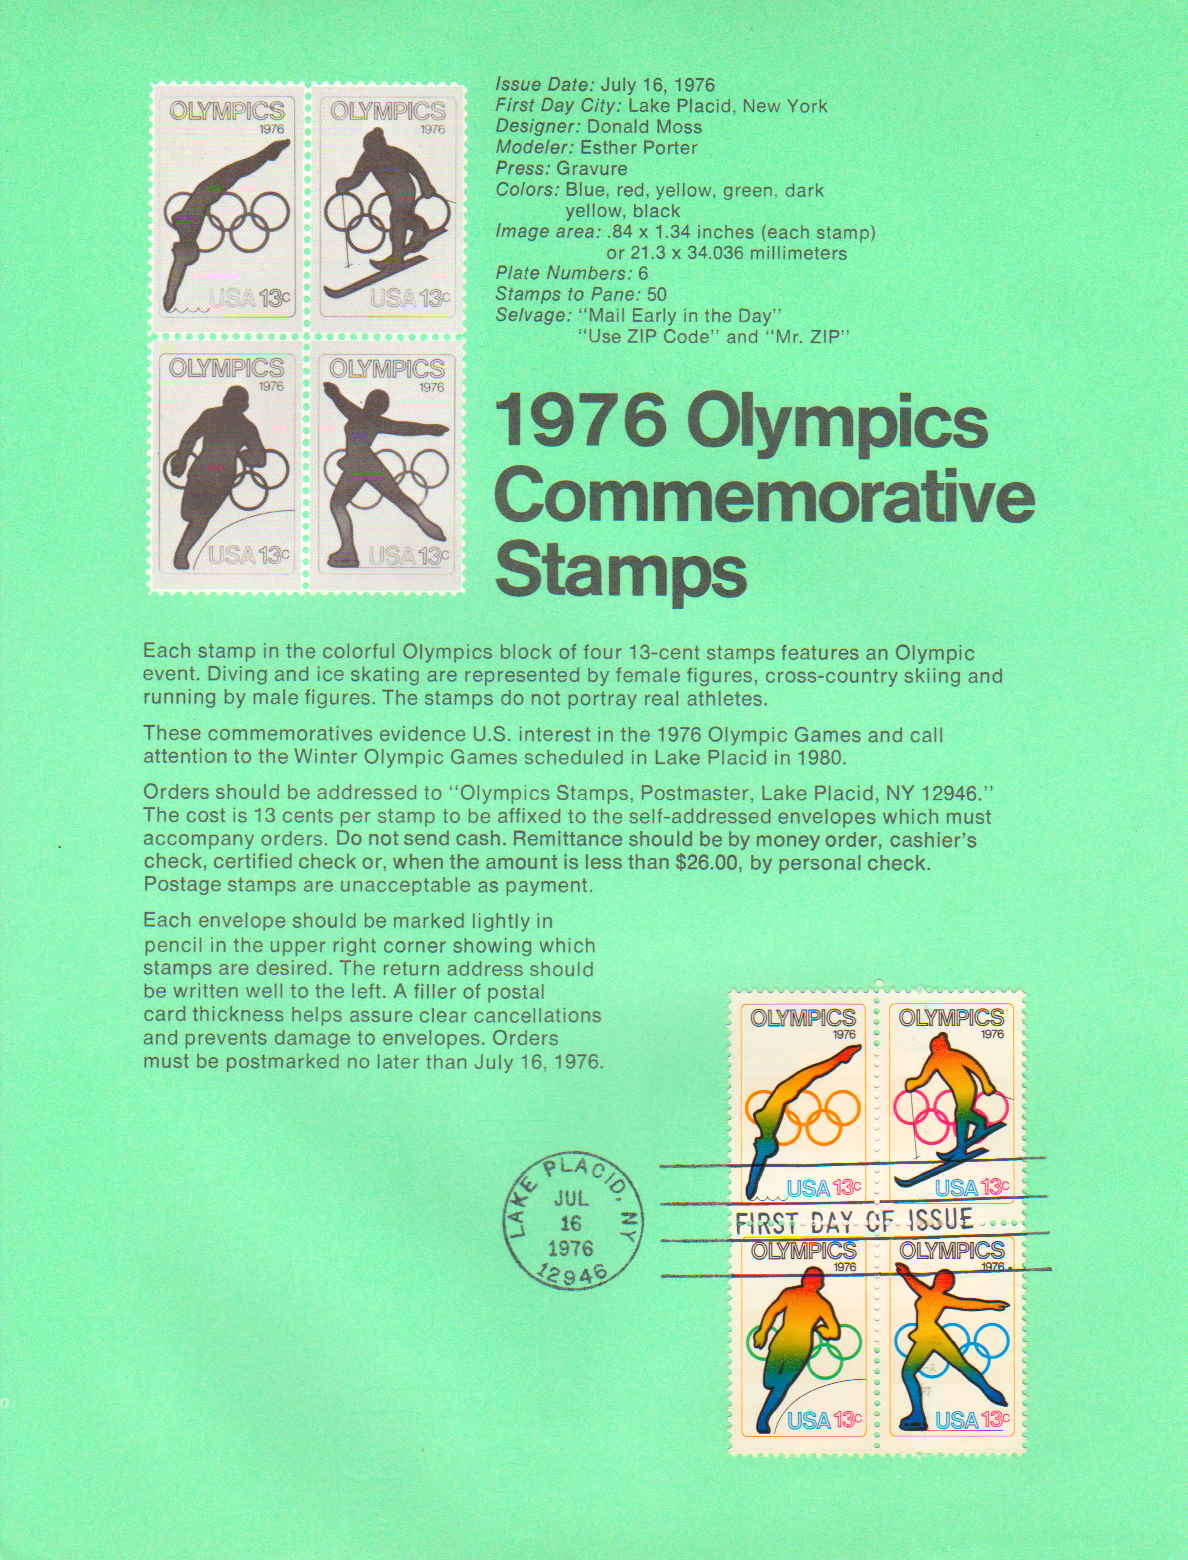 OLYMPICS
1976
USA 13c
OLYMPICS
1976
USA 13c
OLYMPICS
1976
USA 13c
OLYMPICS
1976
USA 13c
Issue Date: July 16, 1976
First Day City: Lake Placid, New York
Designer: Donald Moss
Modeler: Esther Porter
Press: Gravure
Colors: Blue, red, yellow, green, dark
yellow, black
Image area: .84 x 1.34 inches (each stamp)
or 21.3 x 34.036 millimeters
Plate Numbers: 6
Stamps to Pane: 50
Selvage: “Mail Early in the Day”
“Use ZIP Code” and “Mr. ZIP”
1976 Olympics
Commemorative
Stamps
Each stamp in the colorful Olympics block of four 13-cent stamps features an Olympic
event. Diving and ice skating are represented by female figures, cross-country skiing and
running by male figures. The stamps do not portray real athletes.
These commemoratives evidence U.S. interest in the 1976 Olympic Games and call
attention to the Winter Olympic Games scheduled in Lake Placid in 1980.
Orders should be addressed to “Olympics Stamps, Postmaster, Lake Placid, NY 12946.”
The cost is 13 cents per stamp to be affixed to the self-addressed envelopes which must
accompany orders. Do not send cash. Remittance should be by money order, cashier’s
check, certified check or, when the amount is less than $26.00, by personal check.
Postage stamps are unacceptable as payment.
Each envelope should be marked lightly in
pencil in the upper right corner showing which
stamps are desired. The return address should
be written well to the left. A filler of postal
card thickness helps assure clear cancellations
and prevents damage to envelopes. Orders
must be postmarked no later than July 16, 1976.
OLYMPICS
1976
USA 13c
OLYMPICS
1976
USA 13c
LAKE PLACID, NY
JUL
16
1976
12946
FIRST DAY OF ISSUE
OLYMPICS
1976
USA 13c
OLYMPICS
1976
USA 13c